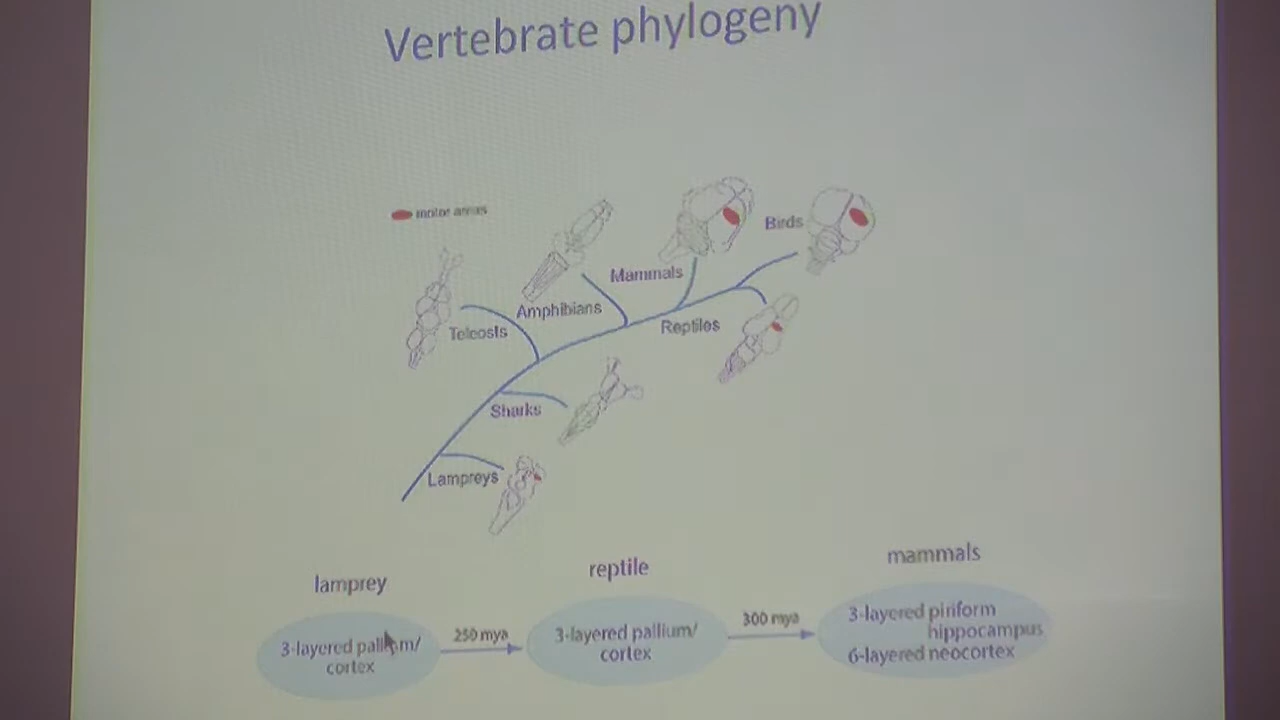 Vertebrate phylogeny
motor areas
Birds
Mammals
Amphibians
Teleosts
Reptiles
Sharks
Lampreys
lamprey
reptile
mammals
3-layered pallium/
cortex
250 mya
3-layered pallium/
cortex
300 mya
3-layered piriform
hippocampus
6-layered neocortex